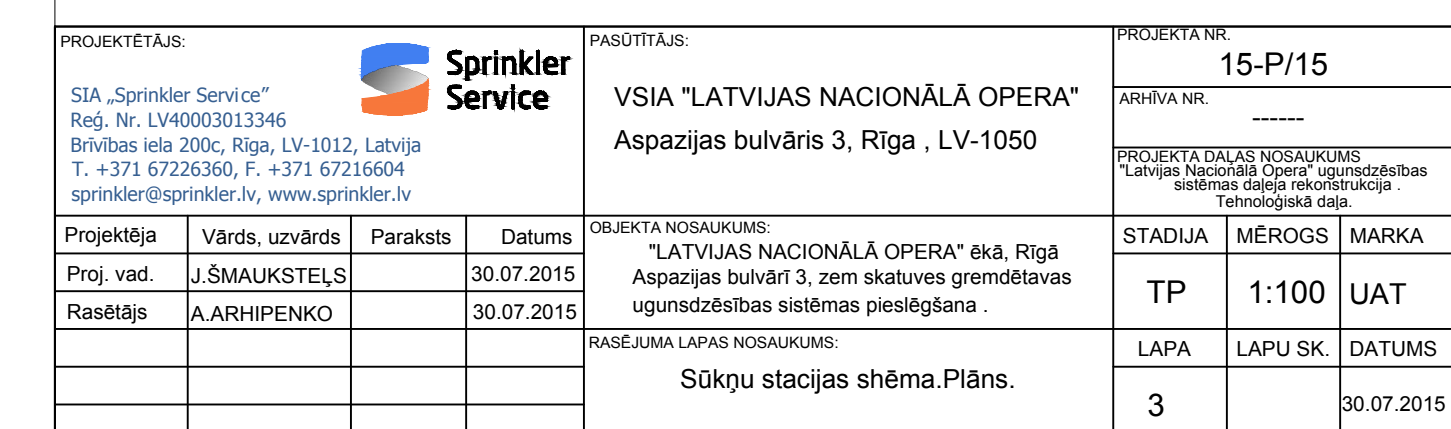 PROJEKTĒTĀJS:
Sprinkler
Service
SIA „Sprinkler Service”
Reģ. Nr. LV40003013346
Brīvības iela 200c, Rīga, LV-1012, Latvija
T. +371 67226360, F. +371 67216604
sprinkler@sprinkler.lv, www.sprinkler.lv
PASŪTĪTĀJS:
VSIA "LATVIJAS NACIONĀLĀ OPERA"
Aspazijas bulvāris 3, Rīga , LV-1050
PROJEKTA NR.
15-P/15
ARHĪVA NR.
------
PROJEKTA DAĻAS NOSAUKUMS
"Latvijas Nacionālā Opera" ugunsdzēsības
sistēmas daļeja rekonstrukcija .
Tehnoloģiskā daļa.
Projektēja Vārds, uzvārds Paraksts Datums
Proj. vad. J.ŠMAUKSTEĻS 30.07.2015
Rasētājs A.ARHIPENKO 30.07.2015
OBJEKTA NOSAUKUMS:
"LATVIJAS NACIONĀLĀ OPERA" ēkā, Rīgā
Aspazijas bulvārī 3, zem skatuves gremdētavas
ugunsdzēsības sistēmas pieslēgšana .
RASĒJUMA LAPAS NOSAUKUMS:
Sūkņu stacijas shēma.Plāns.
STADIJA MĒROGS MARKA
TP 1:100 UAT
LAPA LAPU SK. DATUMS
3 30.07.2015